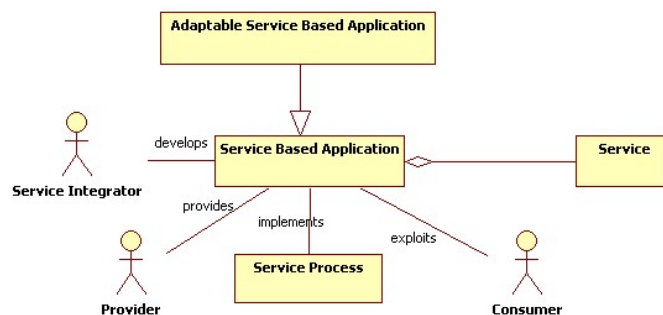 Adaptable Service Based Application
develops
Service Based Application
Service
Service Integrator
provides
implements
exploits
Service Process
Provider
Consumer